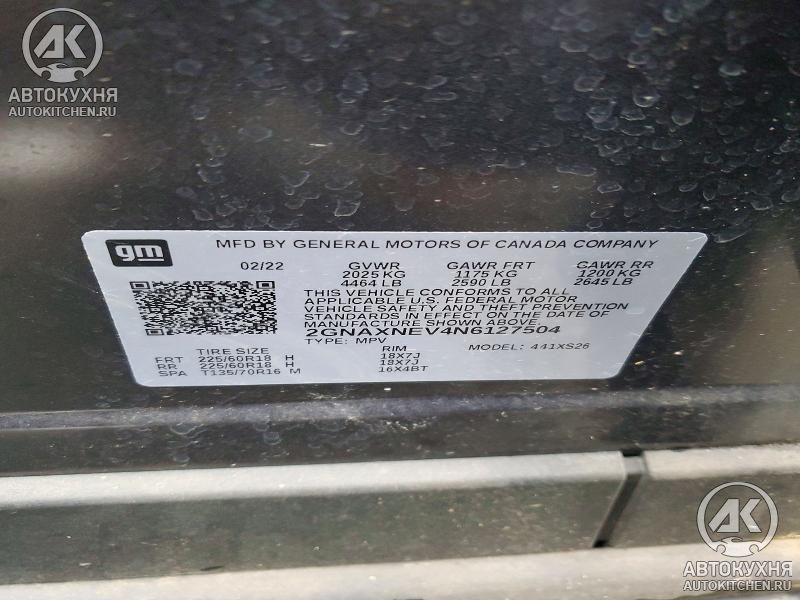 AK
АВТОКУХНЯ
AUTOKITCHEN.RU
gm
MFD BY GENERAL MOTORS OF CANADA COMPANY
02/22 GVWR GAWR FRT GAWR RR
2025 KG 1175 KG 1200 KG
4464 LB 2590 LB 2645 LB
THIS VEHICLE CONFORMS TO ALL
APPLICABLE U.S. FEDERAL MOTOR
VEHICLE SAFETY AND THEFT PREVENTION
STANDARDS IN EFFECT ON THE DATE OF
MANUFACTURE SHOWN ABOVE
2GNAXNEV4N6127504
TYPE: MPV MODEL: 441XS26
TIRE SIZE RIM
FRT 225/60R18 H 18X7J
RR 225/60R18 H 18X7J
SPA T135/70R16 M 16X4BT
AK
АВТОКУХНЯ
AUTOKITCHEN.RU